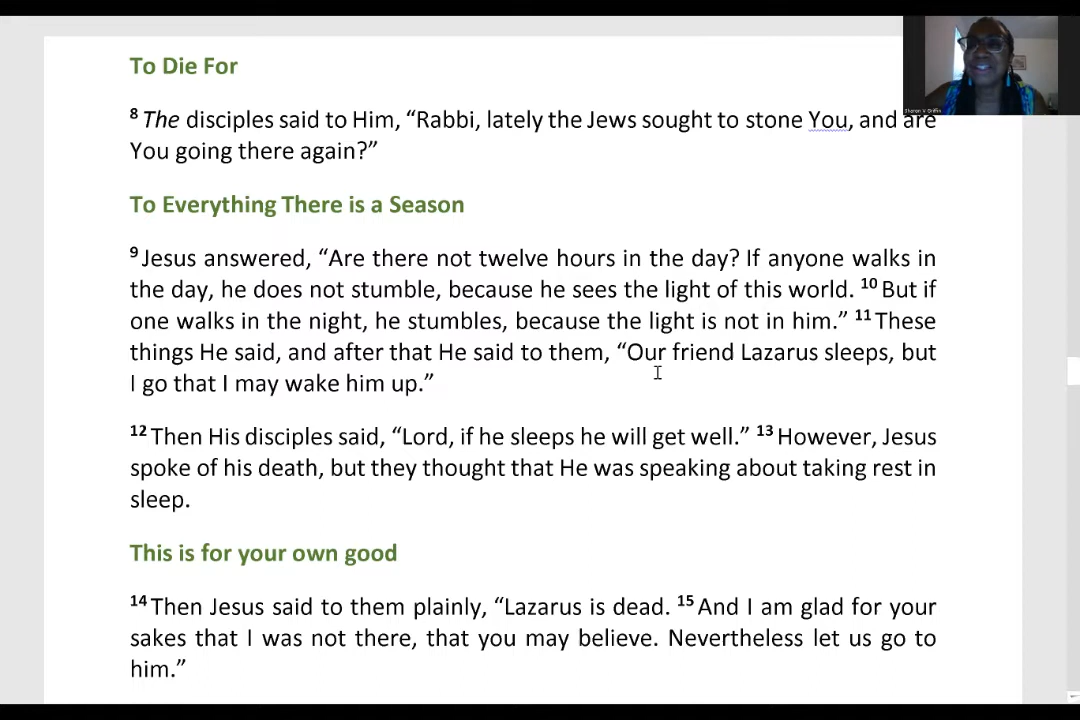 To Die For
8 The disciples said to Him, “Rabbi, lately the Jews sought to stone You, and are
You going there again?”
To Everything There is a Season
9 Jesus answered, “Are there not twelve hours in the day? If anyone walks in
the day, he does not stumble, because he sees the light of this world. 10 But if
one walks in the night, he stumbles, because the light is not in him.” 11 These
things He said, and after that He said to them, “Our friend Lazarus sleeps, but
I go that I may wake him up.”
12 Then His disciples said, “Lord, if he sleeps he will get well.” 13 However, Jesus
spoke of his death, but they thought that He was speaking about taking rest in
sleep.
This is for your own good
14 Then Jesus said to them plainly, “Lazarus is dead. 15 And I am glad for your
sakes that I was not there, that you may believe. Nevertheless let us go to
him.”
Sharon V Griffin